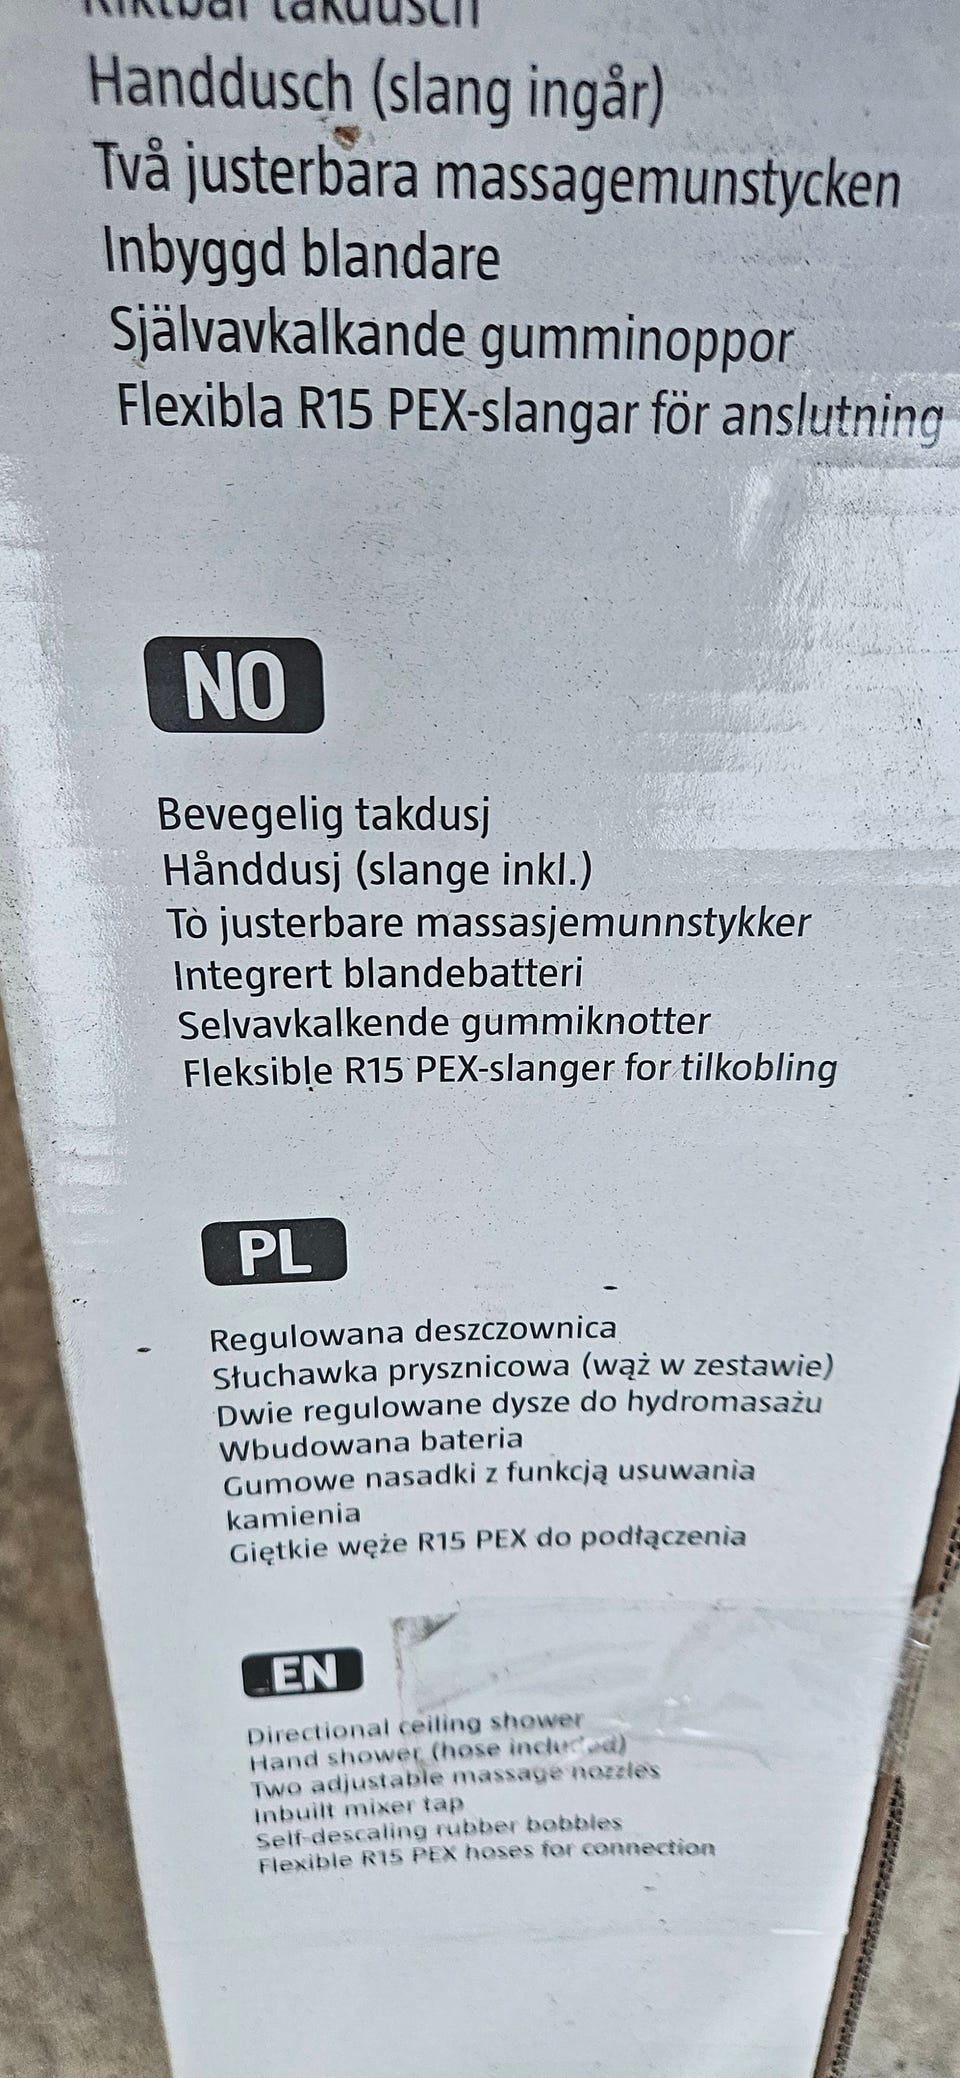 Riktbar takdusch
Handdusch (slang ingår)
Två justerbara massagemunstycken
Inbyggd blandare
Självavkalkande gumminoppor
Flexibla R15 PEX-slangar för anslutning
NO
Bevegelig takdusj
Hånddusj (slange inkl.)
To justerbare massasjemunnstykker
Integrert blandebatteri
Selvavkalkende gummiknotter
Fleksible R15 PEX-slanger for tilkobling
PL
Regulowana deszczownica
Słuchawka prysznicowa (wąż w zestawie)
Dwie regulowane dysze do hydromasażu
Wbudowana bateria
Gumowe nasadki z funkcją usuwania
kamienia
Giętkie węże R15 PEX do podłączenia
EN
Directional ceiling shower
Hand shower (hose included)
Two adjustable massage nozzles
Inbuilt mixer tap
Self-descaling rubber bobbles
Flexible R15 PEX hoses for connection